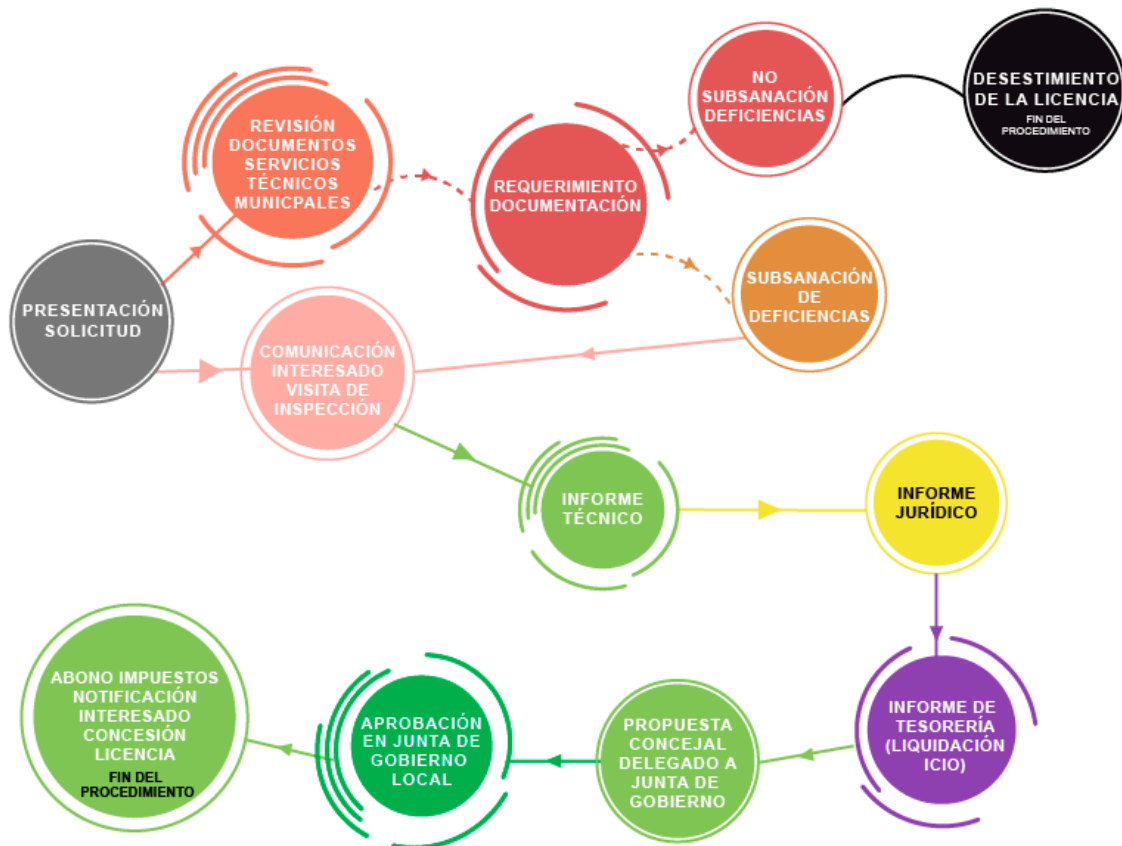 PRESENTACIÓN
SOLICITUD
REVISIÓN
DOCUMENTOS
SERVICIOS
TÉCNICOS
MUNICPALES
REQUERIMIENTO
DOCUMENTACIÓN
NO
SUBSANACIÓN
DEFICIENCIAS
DESESTIMIENTO
DE LA LICENCIA
FIN DEL
PROCEDIMIENTO
SUBSANACIÓN
DE
DEFICIENCIAS
COMUNICACIÓN
INTERESADO
VISITA DE
INSPECCIÓN
INFORME
TÉCNICO
INFORME
JURÍDICO
INFORME DE
TESORERÍA
(LIQUIDACIÓN
ICIO)
PROPUESTA
CONCEJAL
DELEGADO A
JUNTA DE
GOBIERNO
APROBACIÓN
EN JUNTA DE
GOBIERNO
LOCAL
ABONO IMPUESTOS
NOTIFICACIÓN
INTERESADO
CONCESIÓN
LICENCIA
FIN DEL
PROCEDIMIENTO